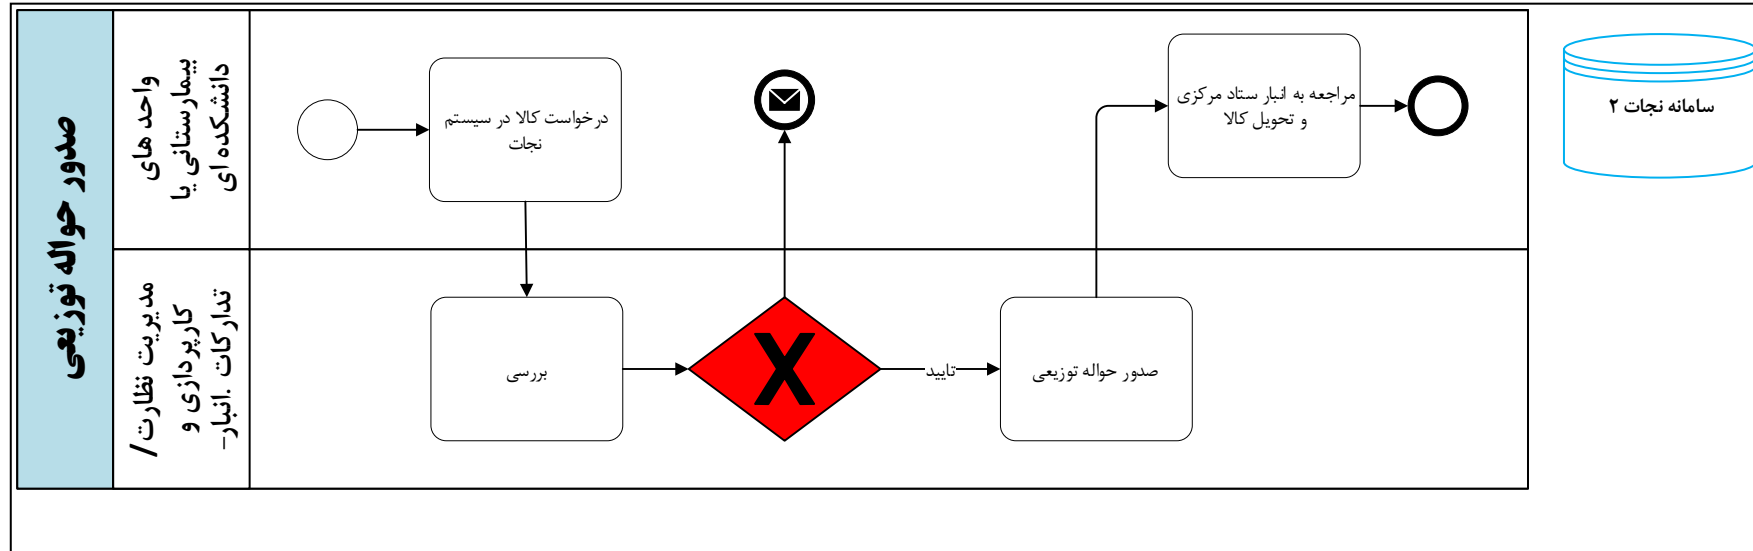 صدور حواله توزیعی
واحد های
بیمارستانی یا
دانشکده ای
درخواست کالا در سیستم
نجات
مراجعه به انبار ستاد مرکزی
و تحویل کالا
سامانه نجات ۲
مدیریت نظارت /
کارپردازی و
تدارکات .انبار-
بررسی
X
تایید
صدور حواله توزیعی